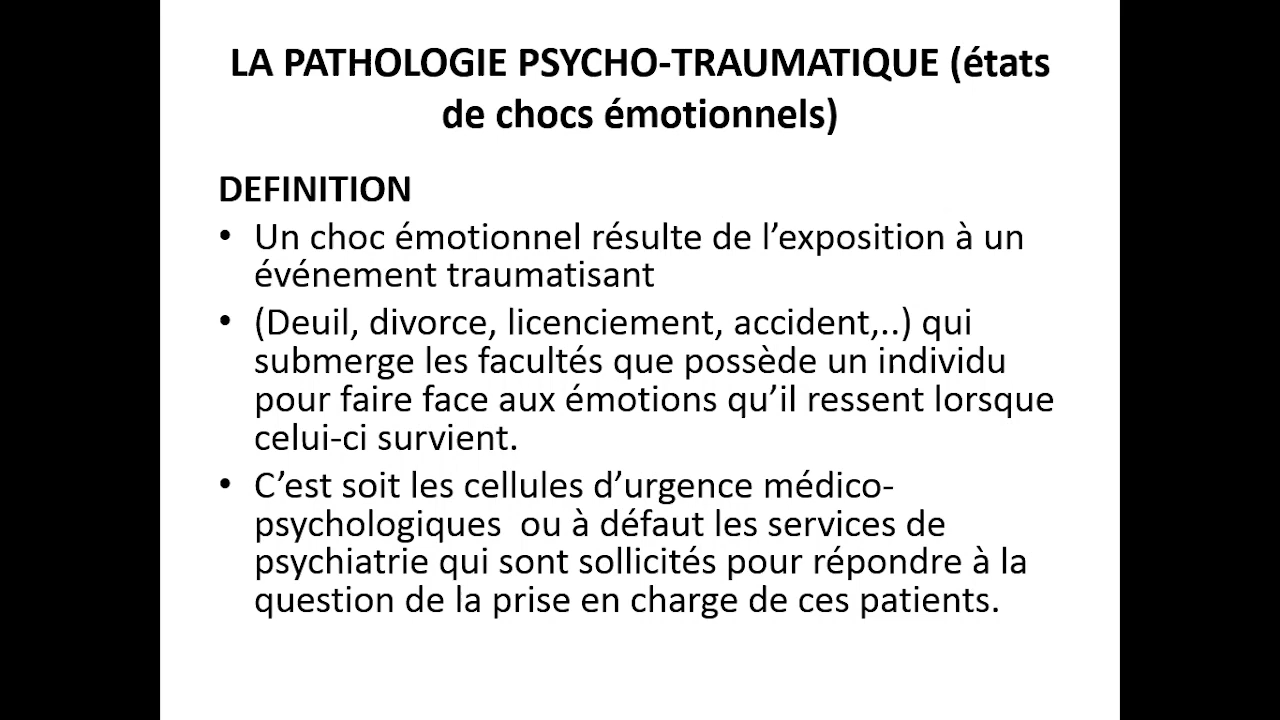 LA PATHOLOGIE PSYCHO-TRAUMATIQUE (états
de chocs émotionnels)
DEFINITION
• Un choc émotionnel résulte de l’exposition à un
événement traumatisant
• (Deuil, divorce, licenciement, accident,..) qui
submerge les facultés que possède un individu
pour faire face aux émotions qu’il ressent lorsque
celui-ci survient.
• C’est soit les cellules d’urgence médico-
psychologiques  ou à défaut les services de
psychiatrie qui sont sollicités pour répondre à la
question de la prise en charge de ces patients.